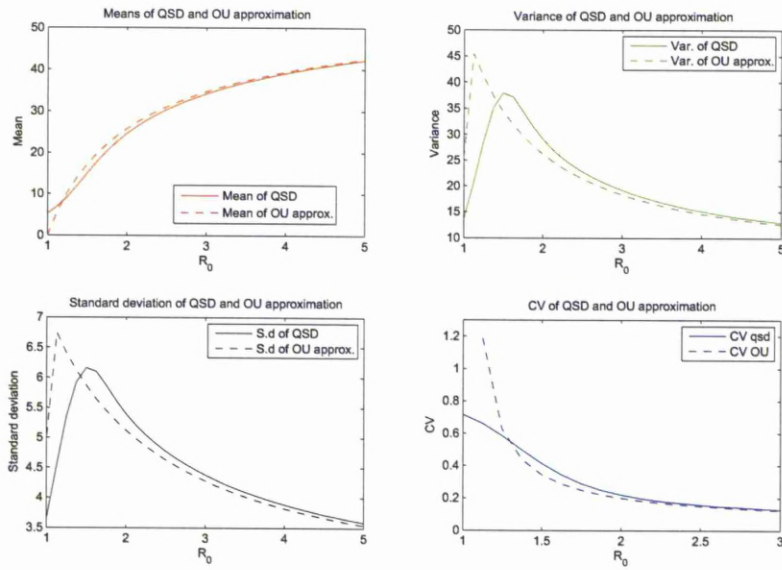 Means of QSD and OU approximation
50
40
30
20
10
0
Mean
Mean of QSD
Mean of OU approx.
1
2
3
4
5
R0
Variance of QSD and OU approximation
50
45
40
35
30
25
20
15
10
Variance
Var. of QSD
Var. of OU approx.
1
2
3
4
5
R0
Standard deviation of QSD and OU approximation
7
6.5
6
5.5
5
4.5
4
3.5
Standard deviation
S.d of QSD
S.d of OU approx.
1
2
3
4
5
R0
CV of QSD and OU approximation
1.2
1
0.8
0.6
0.4
0.2
0
CV
CV qsd
CV OU
1
1.5
2
2.5
3
R0